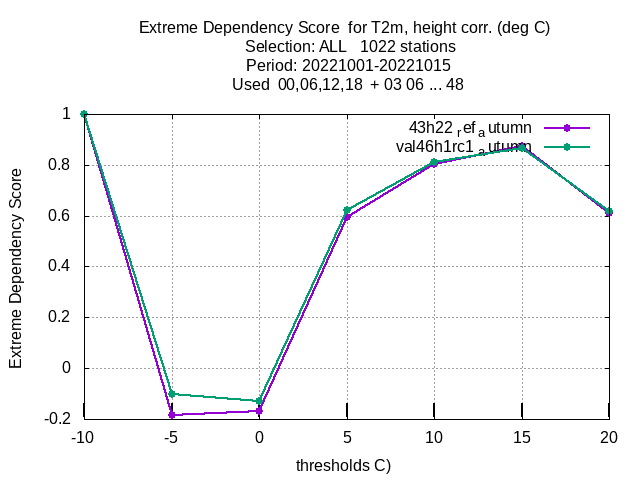 Extreme Dependency Score  for T2m, height corr. (deg C)
Selection: ALL   1022 stations
Period: 20221001-20221015
Used  00,06,12,18  + 03 06 ... 48
43h22 ref a utumn
val46h1rc1 a utumn
Extreme Dependency Score
1
0.8
0.6
0.4
0.2
0
-0.2
-10 -5 0 5 10 15 20
thresholds C)